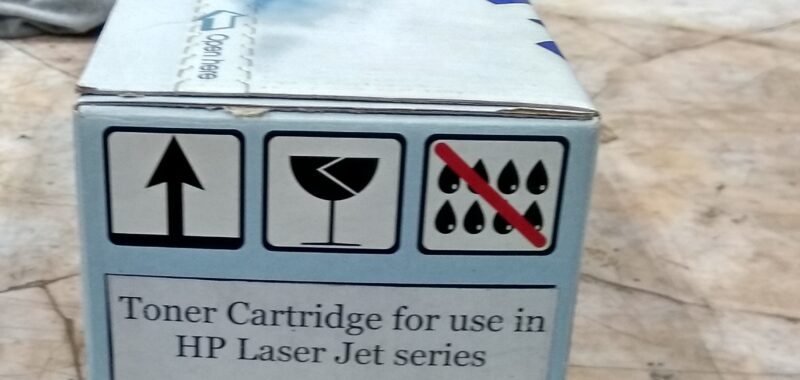 Open here
Toner Cartridge for use in
HP Laser Jet series